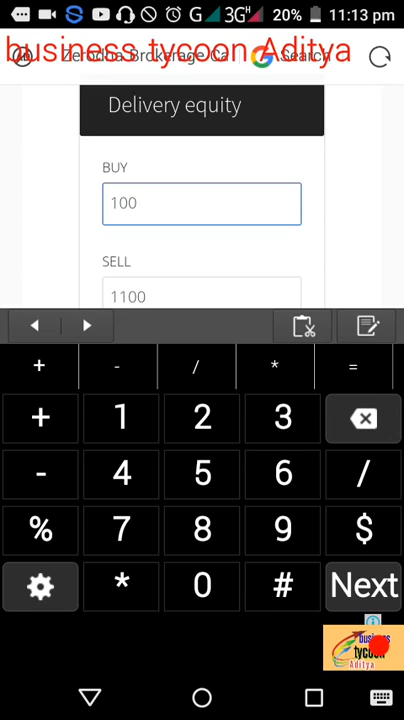 G 3G H 20% 11:13 pm
business tycoon Aditya
Zerodha Brokerage Ca G Search
Delivery equity
BUY
100
SELL
1100
+ - / * =
+ 1 2 3
- 4 5 6 /
% 7 8 9 $
* 0 # Next
business
tycoon
Aditya